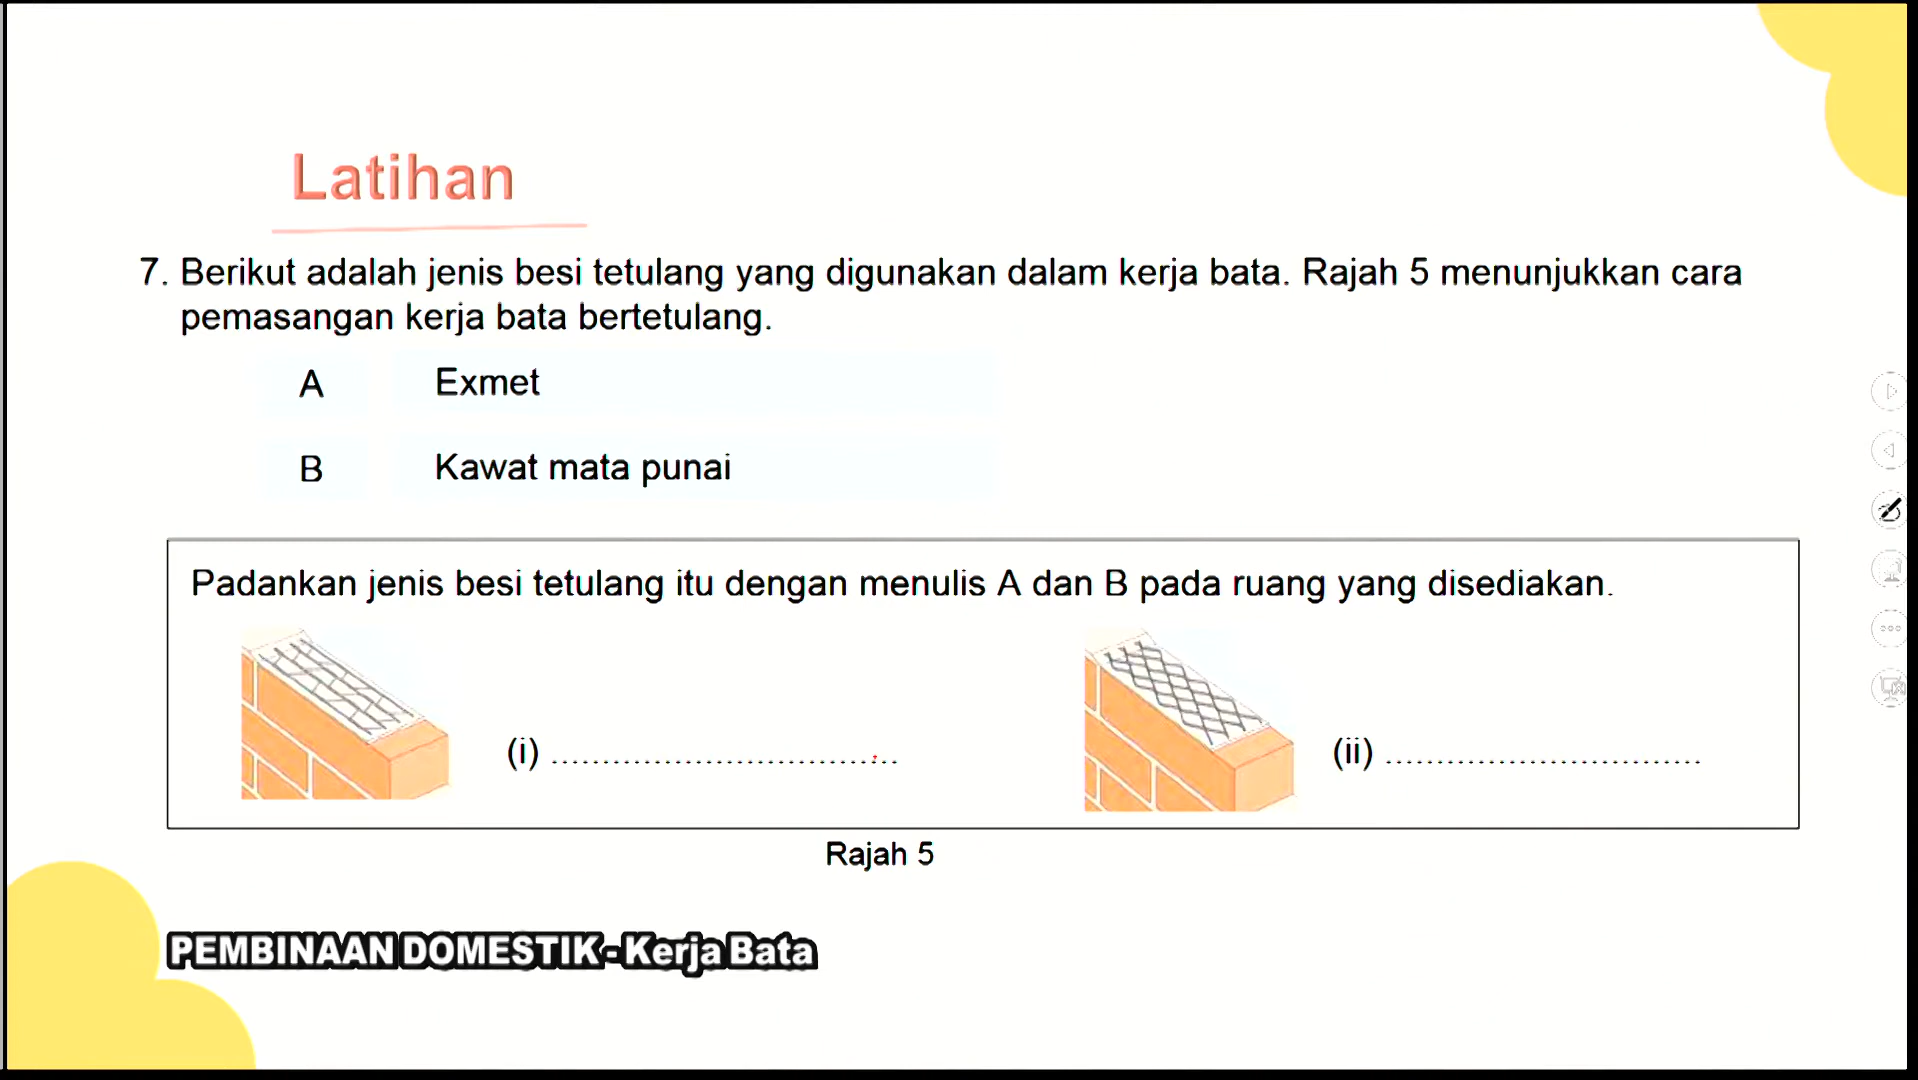 Latihan
7. Berikut adalah jenis besi tetulang yang digunakan dalam kerja bata. Rajah 5 menunjukkan cara
pemasangan kerja bata bertetulang.
A Exmet
B Kawat mata punai
Padankan jenis besi tetulang itu dengan menulis A dan B pada ruang yang disediakan.
(i) .................................. (ii) ...............................
Rajah 5
PEMBINAAN DOMESTIK - Kerja Bata